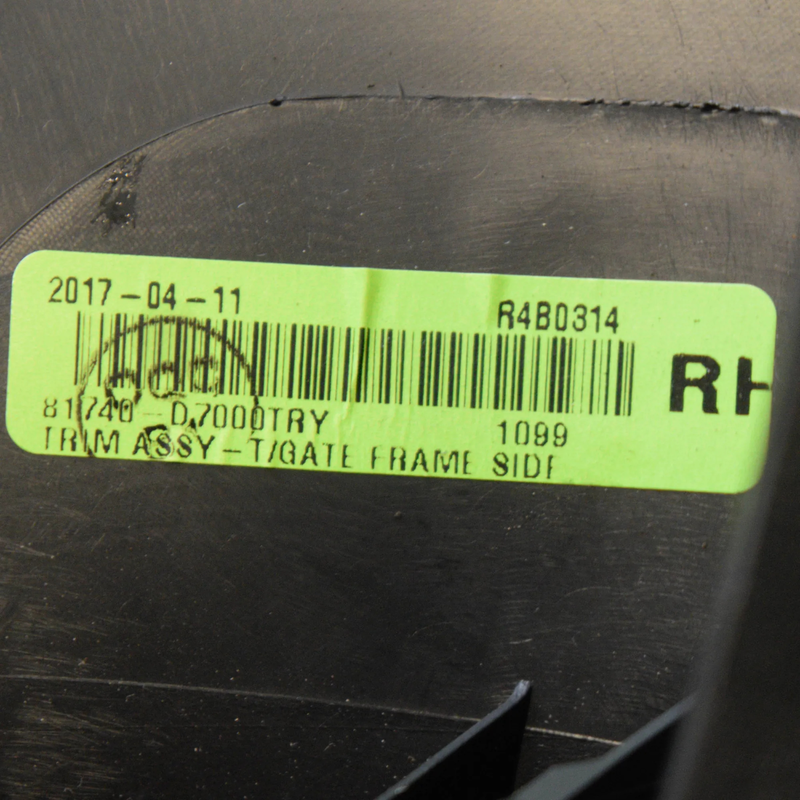 2017-04-11 R4B0314
RH
81740-D7000TRY 1099
TRIM ASSY-T/GATE FRAME SIDE